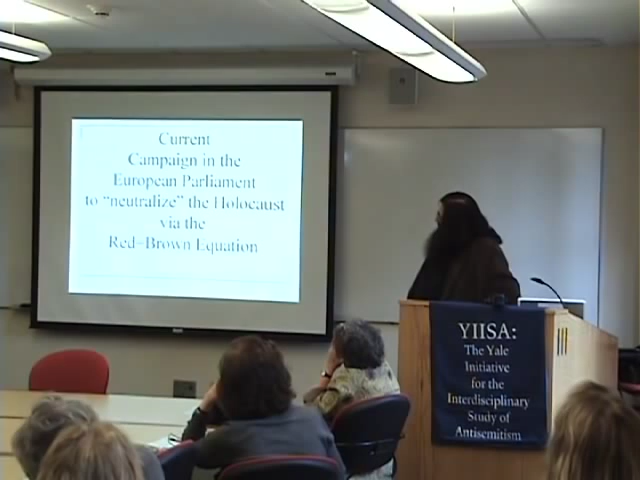 Current
Campaign in the
European Parliament
to “neutralize” the Holocaust
via the
Red–Brown Equation
YIISA:
The Yale
Initiative
for the
Interdisciplinary
Study of
Antisemitism